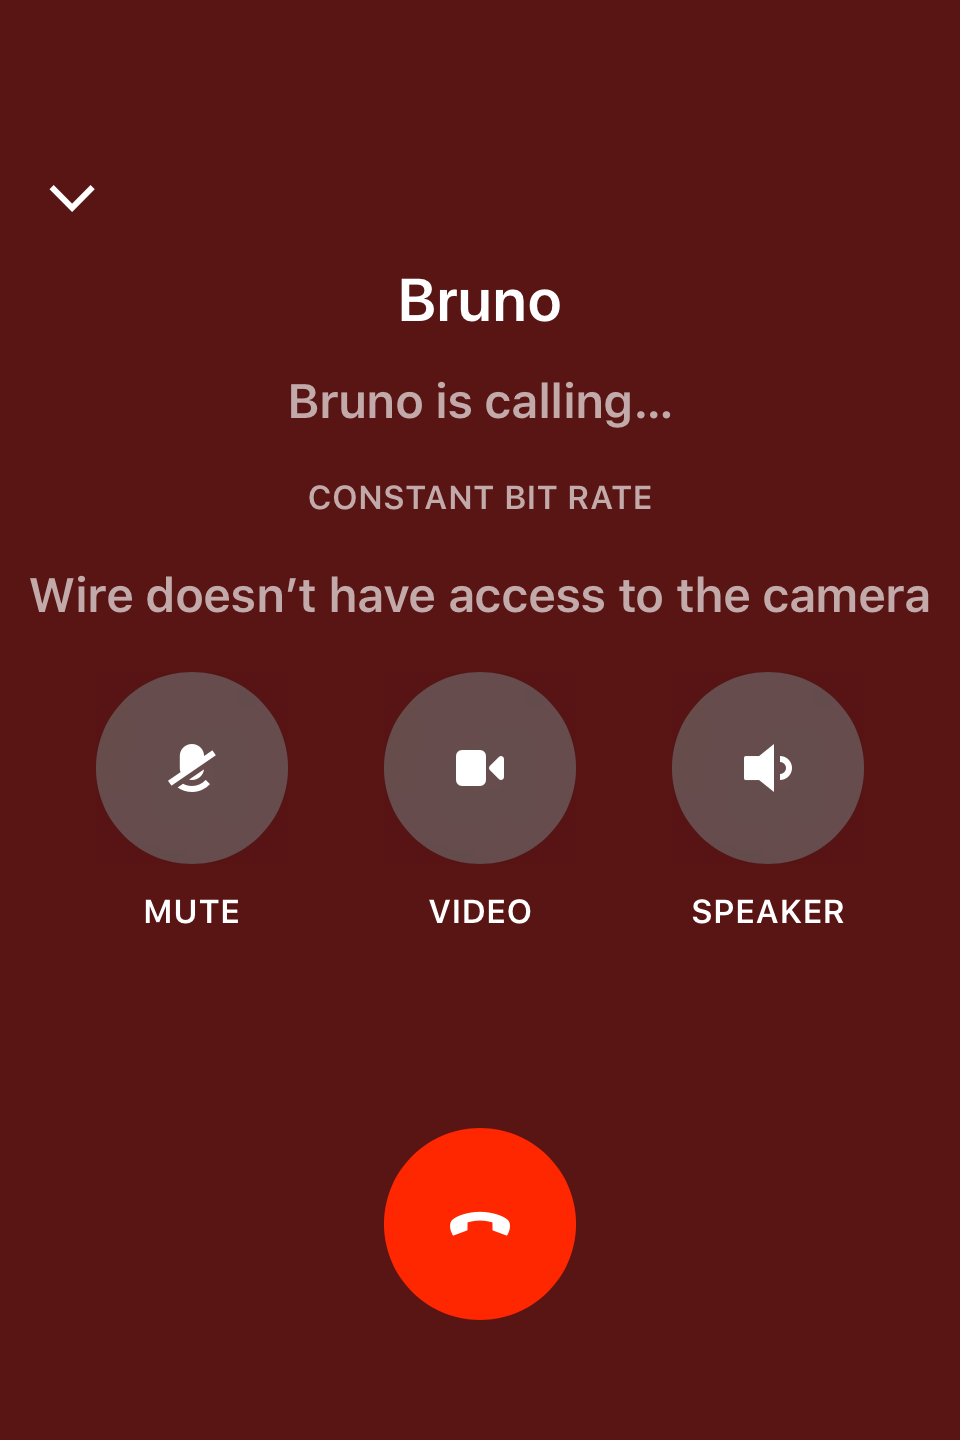 Bruno
Bruno is calling…
CONSTANT BIT RATE
Wire doesn’t have access to the camera
MUTE
VIDEO
SPEAKER